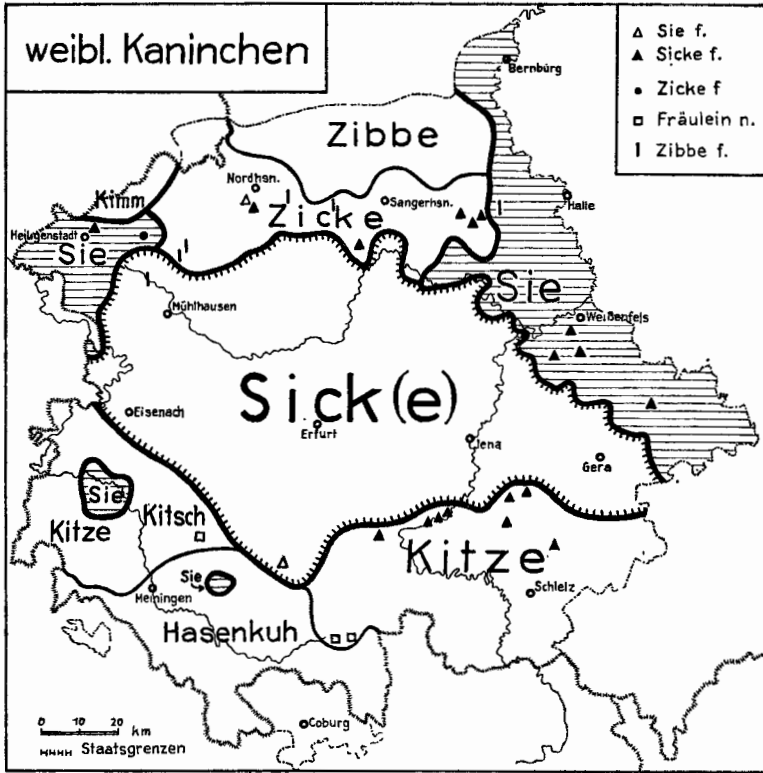 weibl. Kaninchen
Sie f.
Sicke f.
Zicke f
Fräulein n.
Zibbe f.
Bernburg
Zibbe
Kimm
Nordhsn.
Zicke
Sangerhsn.
Halle
Heiligenstadt
Sie
Sie
Mühlhausen
Weißenfels
Sick(e)
Eisenach
Erfurt
Jena
Gera
Sie
Kitze
Kitsch
Kitze
Sie
Meiningen
Schleiz
Hasenkuh
Coburg
0 10 20 km
Staatsgrenzen